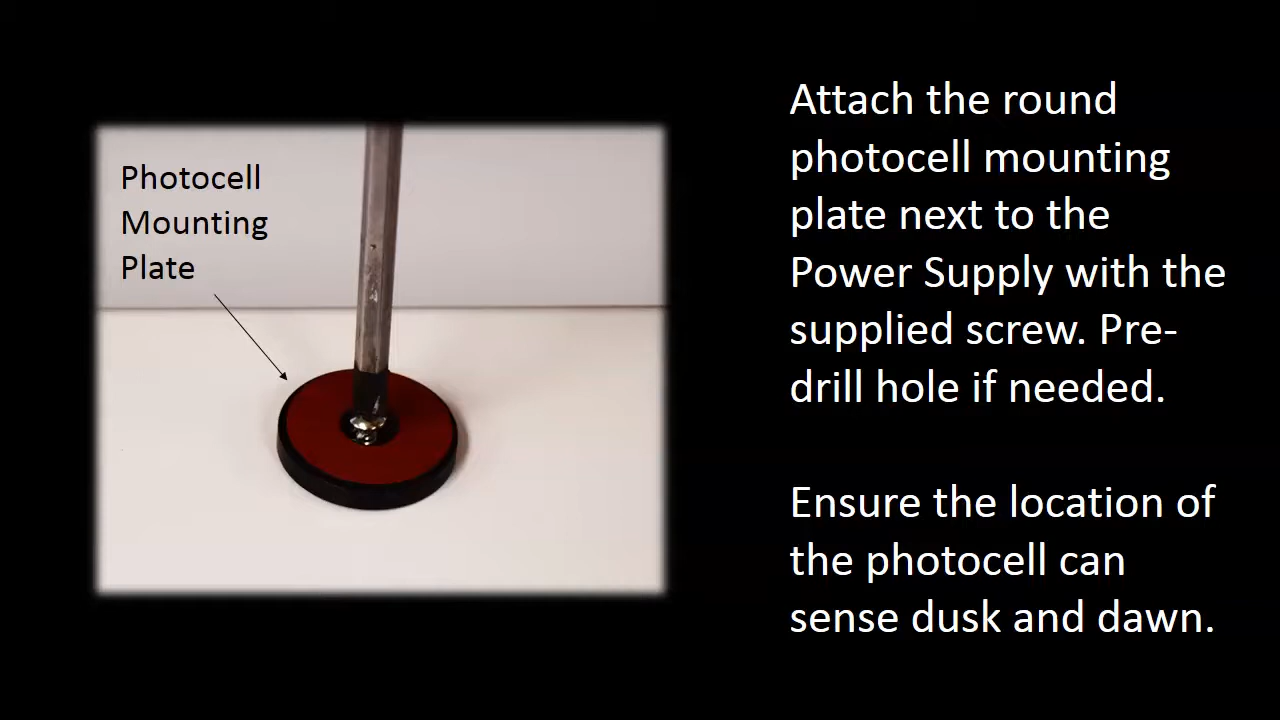 Photocell
Mounting
Plate
Attach the round
photocell mounting
plate next to the
Power Supply with the
supplied screw. Pre-
drill hole if needed.
Ensure the location of
the photocell can
sense dusk and dawn.